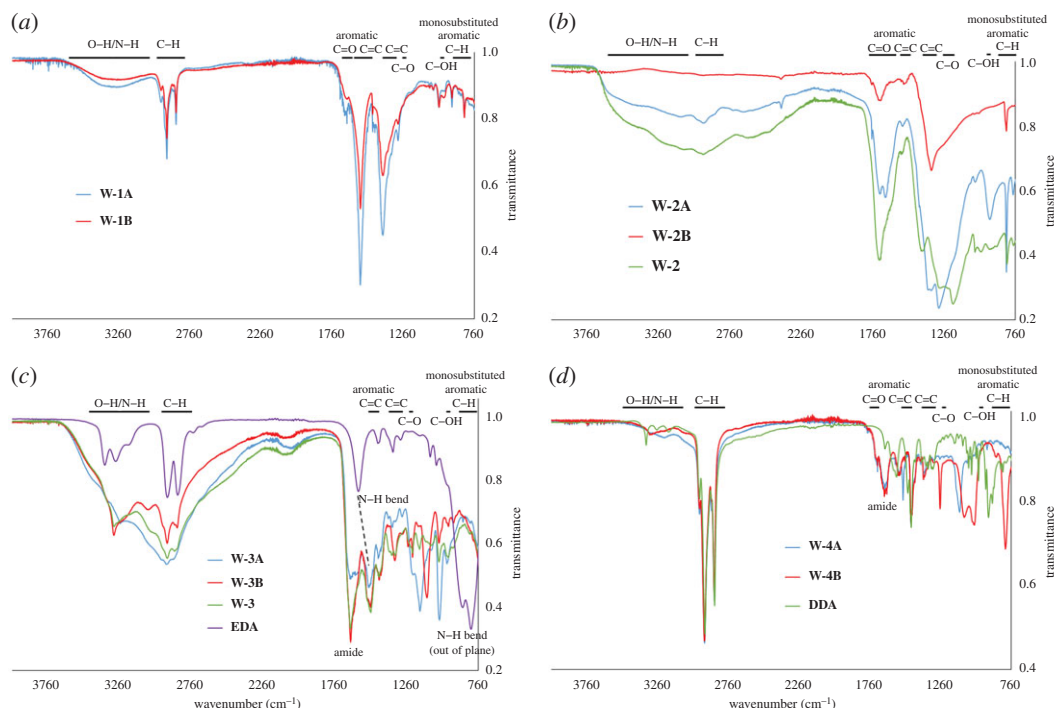 (a)
O–H/N–H
C–H
aromatic
C=O C=C
C=C
C–O
monosubstituted
aromatic
C–OH
C–H
1.0
0.8
0.6
0.4
0.2
transmittance
W-1A
W-1B
3760 3260 2760 2260 1760 1260 760
(b)
O–H/N–H
C–H
aromatic
C=O C=C
C=C
C–O
monosubstituted
aromatic
C–H
C–OH
1.0
0.8
0.6
0.4
0.2
transmittance
W-2A
W-2B
W-2
3760 3260 2760 2260 1760 1260 760
(c)
O–H/N–H
C–H
aromatic
C=C
C=C
C–O
monosubstituted
aromatic
C–H
C–OH
1.0
0.8
0.6
0.4
0.2
transmittance
N–H bend
W-3A
W-3B
W-3
EDA
amide
N–H bend
(out of plane)
3760 3260 2760 2260 1760 1260 760
wavenumber (cm–1)
(d)
O–H/N–H
C–H
aromatic
C=O C=C
C=C
C–O
monosubstituted
aromatic
C–H
C–OH
1.0
0.8
0.6
0.4
transmittance
amide
W-4A
W-4B
DDA
3760 3260 2760 2260 1760 1260 760
wavenumber (cm–1)